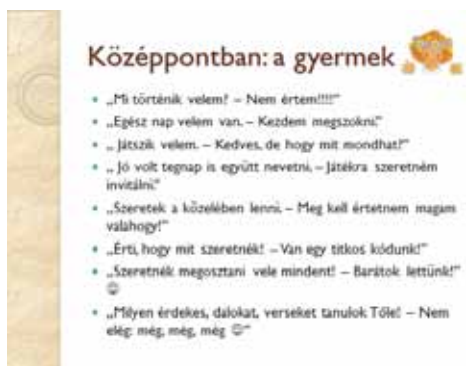 Középpontban: a gyermek
• „Mi történik velem? – Nem értem!!!!”
• „Egész nap velem van. – Kezdem megszokni.”
• „ Játszik velem. – Kedves, de hogy mit mondhat?”
• „ Jó volt tegnap is együtt nevetni. – Játékra szeretném
invitálni.”
• „Szeretek a közelében lenni. – Meg kell értetnem magam
valahogy!”
• „Érti, hogy mit szeretnék! – Van egy titkos kódunk!”
• „Szeretnék megosztani vele mindent! – Barátok lettünk!”
☺
• „Milyen érdekes, dalokat, verseket tanulok Tőle! – Nem
elég: még, még, még ☺”